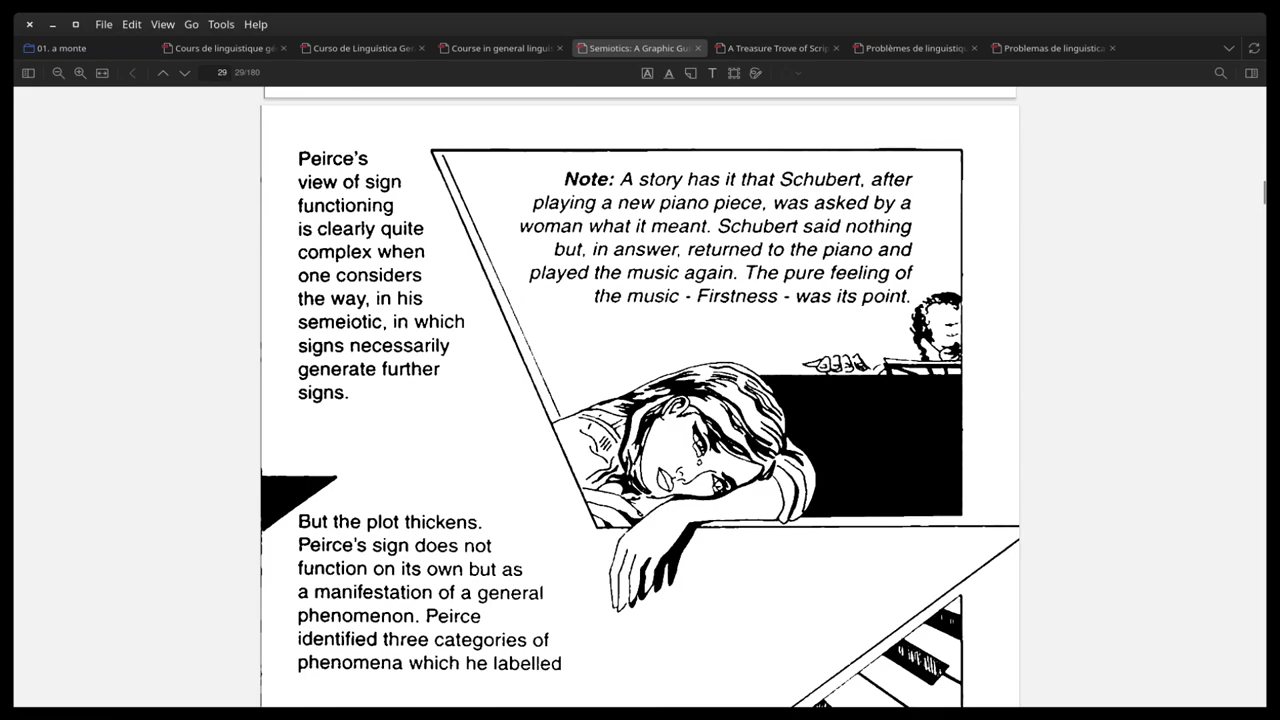 File Edit View Go Tools Help
01. a monte
Cours de linguistique gé
Curso de Linguística Ger
Course in general linguis
Semiotics: A Graphic Gui
A Treasure Trove of Scrip
Problèmes de linguistiqu
Problemas de linguistica
29 29/180
Peirce's
view of sign
functioning
is clearly quite
complex when
one considers
the way, in his
semeiotic, in which
signs necessarily
generate further
signs.
Note: A story has it that Schubert, after
playing a new piano piece, was asked by a
woman what it meant. Schubert said nothing
but, in answer, returned to the piano and
played the music again. The pure feeling of
the music - Firstness - was its point.
But the plot thickens.
Peirce's sign does not
function on its own but as
a manifestation of a general
phenomenon. Peirce
identified three categories of
phenomena which he labelled